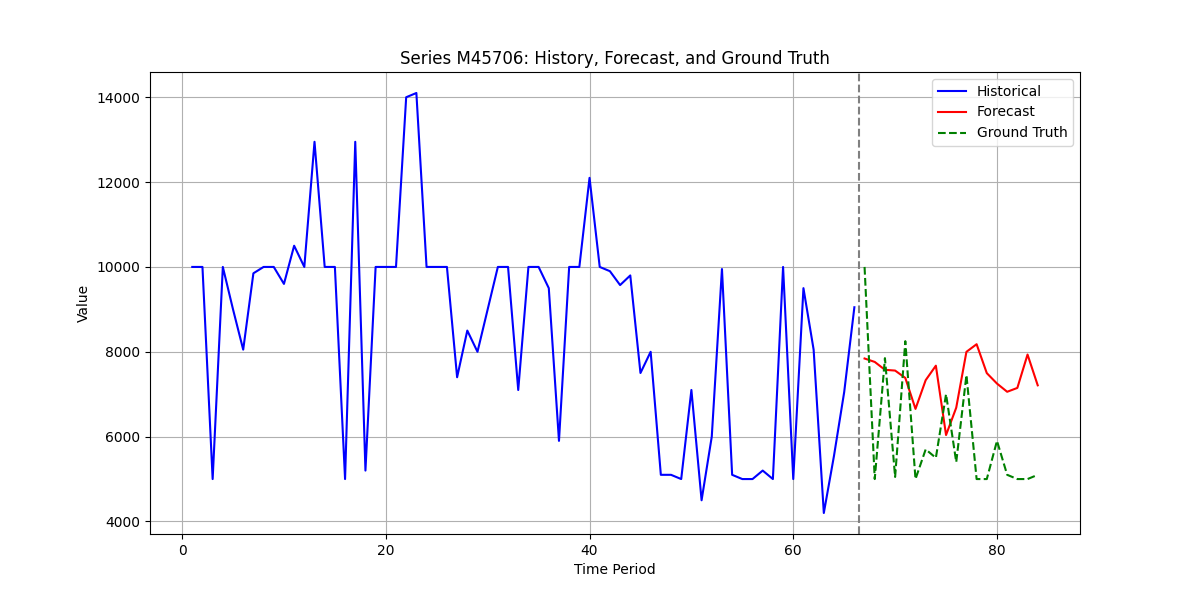 Series M45706: History, Forecast, and Ground Truth
Historical
Forecast
Ground Truth
14000
12000
10000
8000
6000
4000
Value
0
20
40
60
80
Time Period